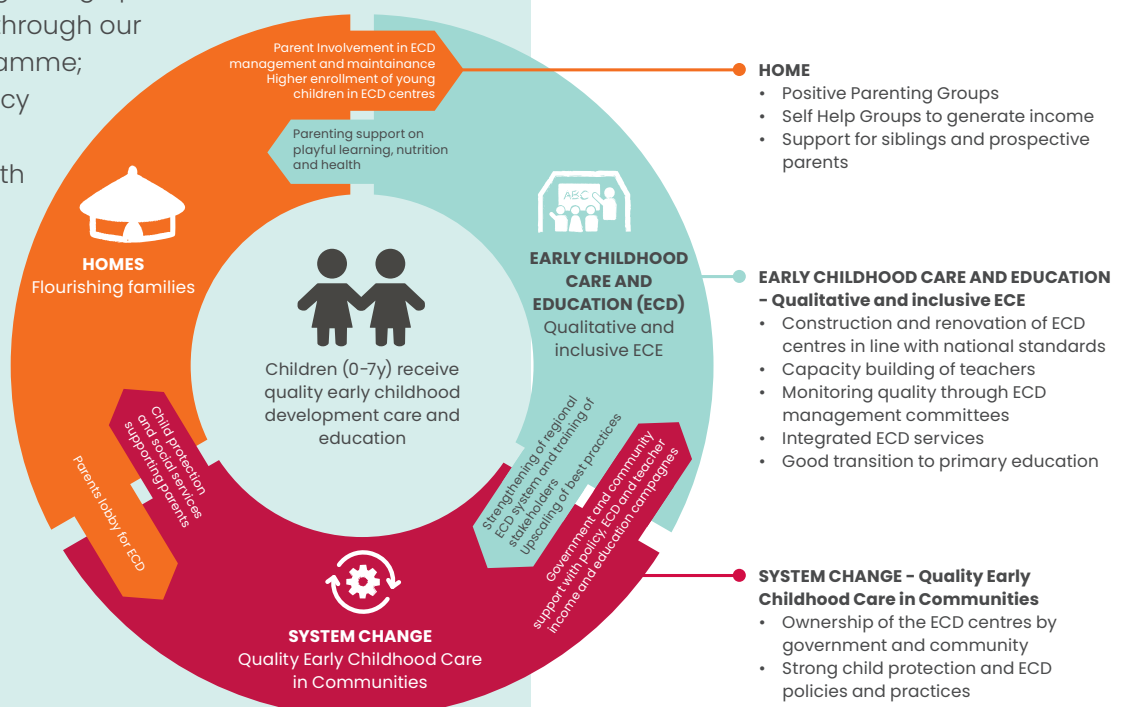 through our
amme;
cy
th
Parent Involvement in ECD
management and maintainance
Higher enrollment of young
children in ECD centres
Parenting support on
playful learning, nutrition
and health
HOMES
Flourishing families
ABC
EARLY CHILDHOOD
CARE AND
EDUCATION (ECD)
Qualitative and
inclusive ECE
Children (0-7y) receive
quality early childhood
development care and
education
Child protection
and social services
supporting parents
Parents lobby for ECD
Strengthening of regional
ECD system and training of
stakeholders
Upscaling of best practices
Government and community
support with policy, ECD and teacher
income and education campagnes
SYSTEM CHANGE
Quality Early Childhood Care
in Communities
HOME
• Positive Parenting Groups
• Self Help Groups to generate income
• Support for siblings and prospective
parents
EARLY CHILDHOOD CARE AND EDUCATION
- Qualitative and inclusive ECE
• Construction and renovation of ECD
centres in line with national standards
• Capacity building of teachers
• Monitoring quality through ECD
management committees
• Integrated ECD services
• Good transition to primary education
SYSTEM CHANGE - Quality Early
Childhood Care in Communities
• Ownership of the ECD centres by
government and community
• Strong child protection and ECD
policies and practices